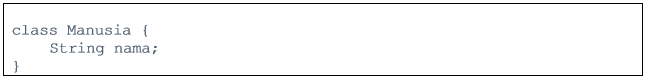 class Manusia {
    String nama;
}